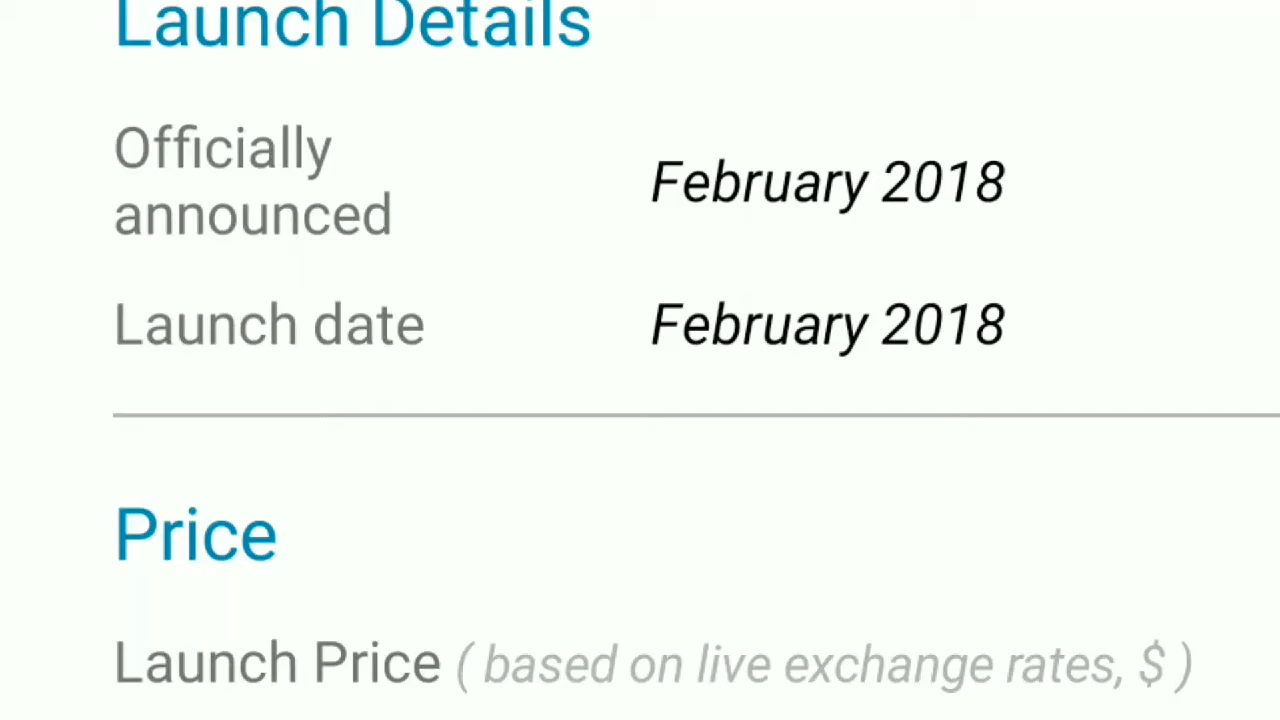 Launch Details
Officially
announced
February 2018
Launch date February 2018
Price
Launch Price ( based on live exchange rates, $ )